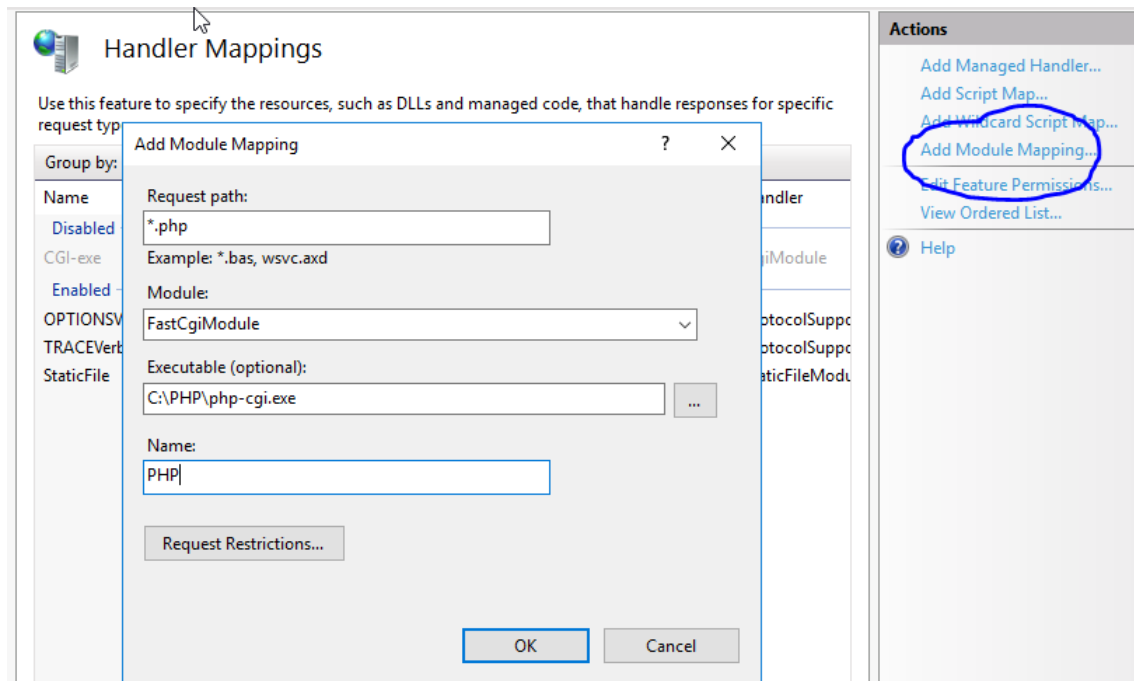 Handler Mappings
Use this feature to specify the resources, such as DLLs and managed code, that handle responses for specific
request typ
Group by:
Name
Disabled
CGI-exe
Enabled
OPTIONSV
TRACEVerb
StaticFile
andler
giModule
otocolSuppo
otocolSuppo
aticFileModu
Add Module Mapping
?
Request path:
*.php
Example: *.bas, wsvc.axd
Module:
FastCgiModule
Executable (optional):
C:\PHP\php-cgi.exe
...
Name:
PHP
Request Restrictions...
OK
Cancel
Actions
Add Managed Handler...
Add Script Map...
Add Wildcard Script Map...
Add Module Mapping...
Edit Feature Permissions...
View Ordered List...
?
Help